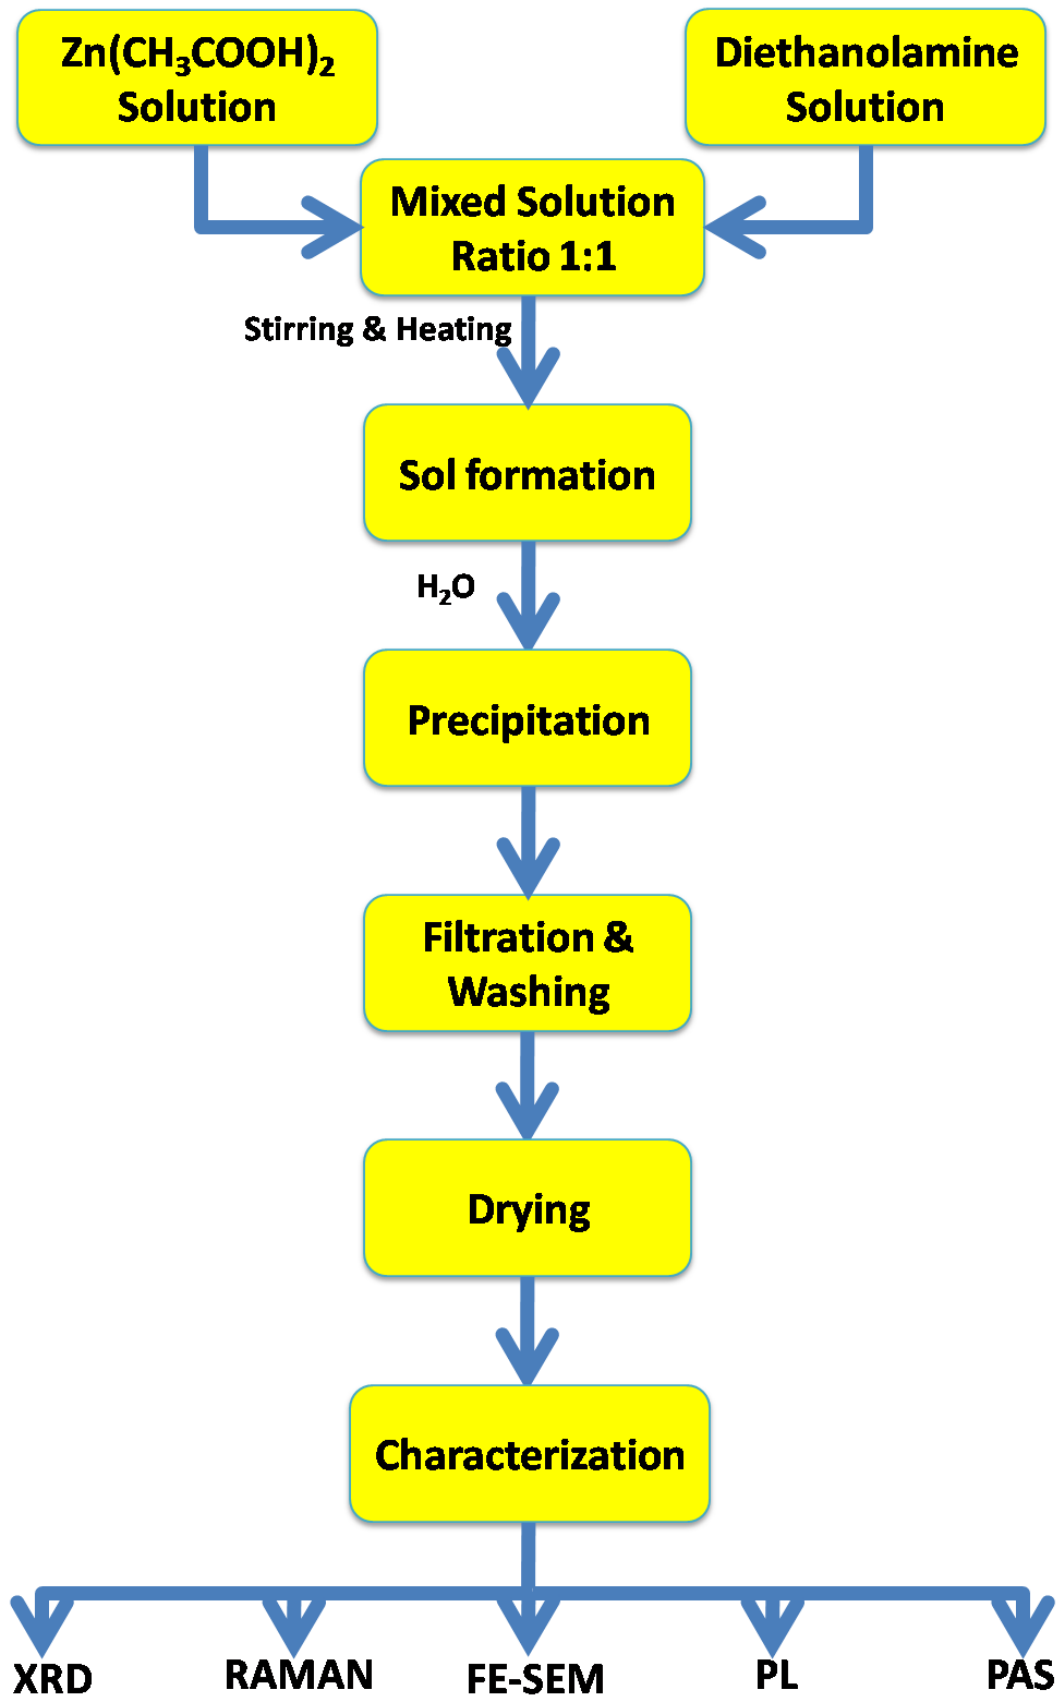 Zn(CH₃COOH)₂
Solution
Diethanolamine
Solution
Mixed Solution
Ratio 1:1
Stirring & Heating
Sol formation
H₂O
Precipitation
Filtration &
Washing
Drying
Characterization
XRD
RAMAN
FE-SEM
PL
PAS